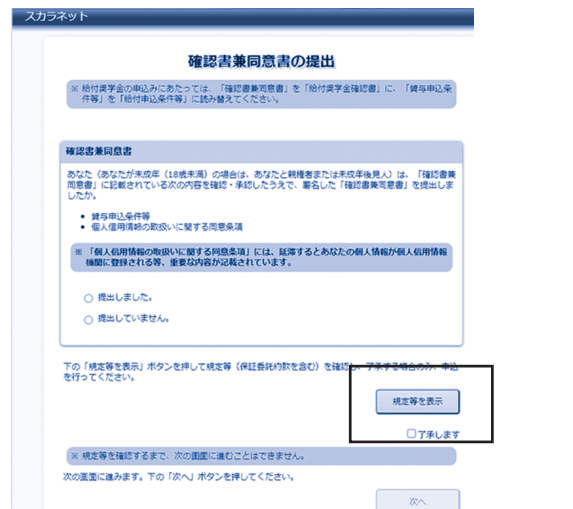 スカラネット
確認書兼同意書の提出
※ 給付奨学金の申込みにあたっては、「確認書兼同意書」を「給付奨学金確認書」に、「貸与申込条
件等」を「給付申込条件等」に読み替えてください。
確認書兼同意書
あなた（あなたが未成年（18歳未満）の場合は、あなたと親権者または未成年後見人）は、「確認書兼
同意書」に記載されている次の内容を確認・承認したうえで、署名した「確認書兼同意書」を提出しま
したか。
• 貸与申込条件等
• 個人信用情報の取扱いに関する同意条項
※ 「個人信用情報の取扱いに関する同意条項」には、延滞するとあなたの個人情報が個人信用情報
機関に登録される等、重要な内容が記載されています。
提出しました。
提出していません。
下の「規定等を表示」ボタンを押して規定等（保証委託約款を含む）を確認し、了承する場合のみ、申込
を行ってください。
規定等を表示
了承します
※ 規定等を確認するまで、次の画面に進むことはできません。
次の画面に進みます。下の「次へ」ボタンを押してください。
次へ